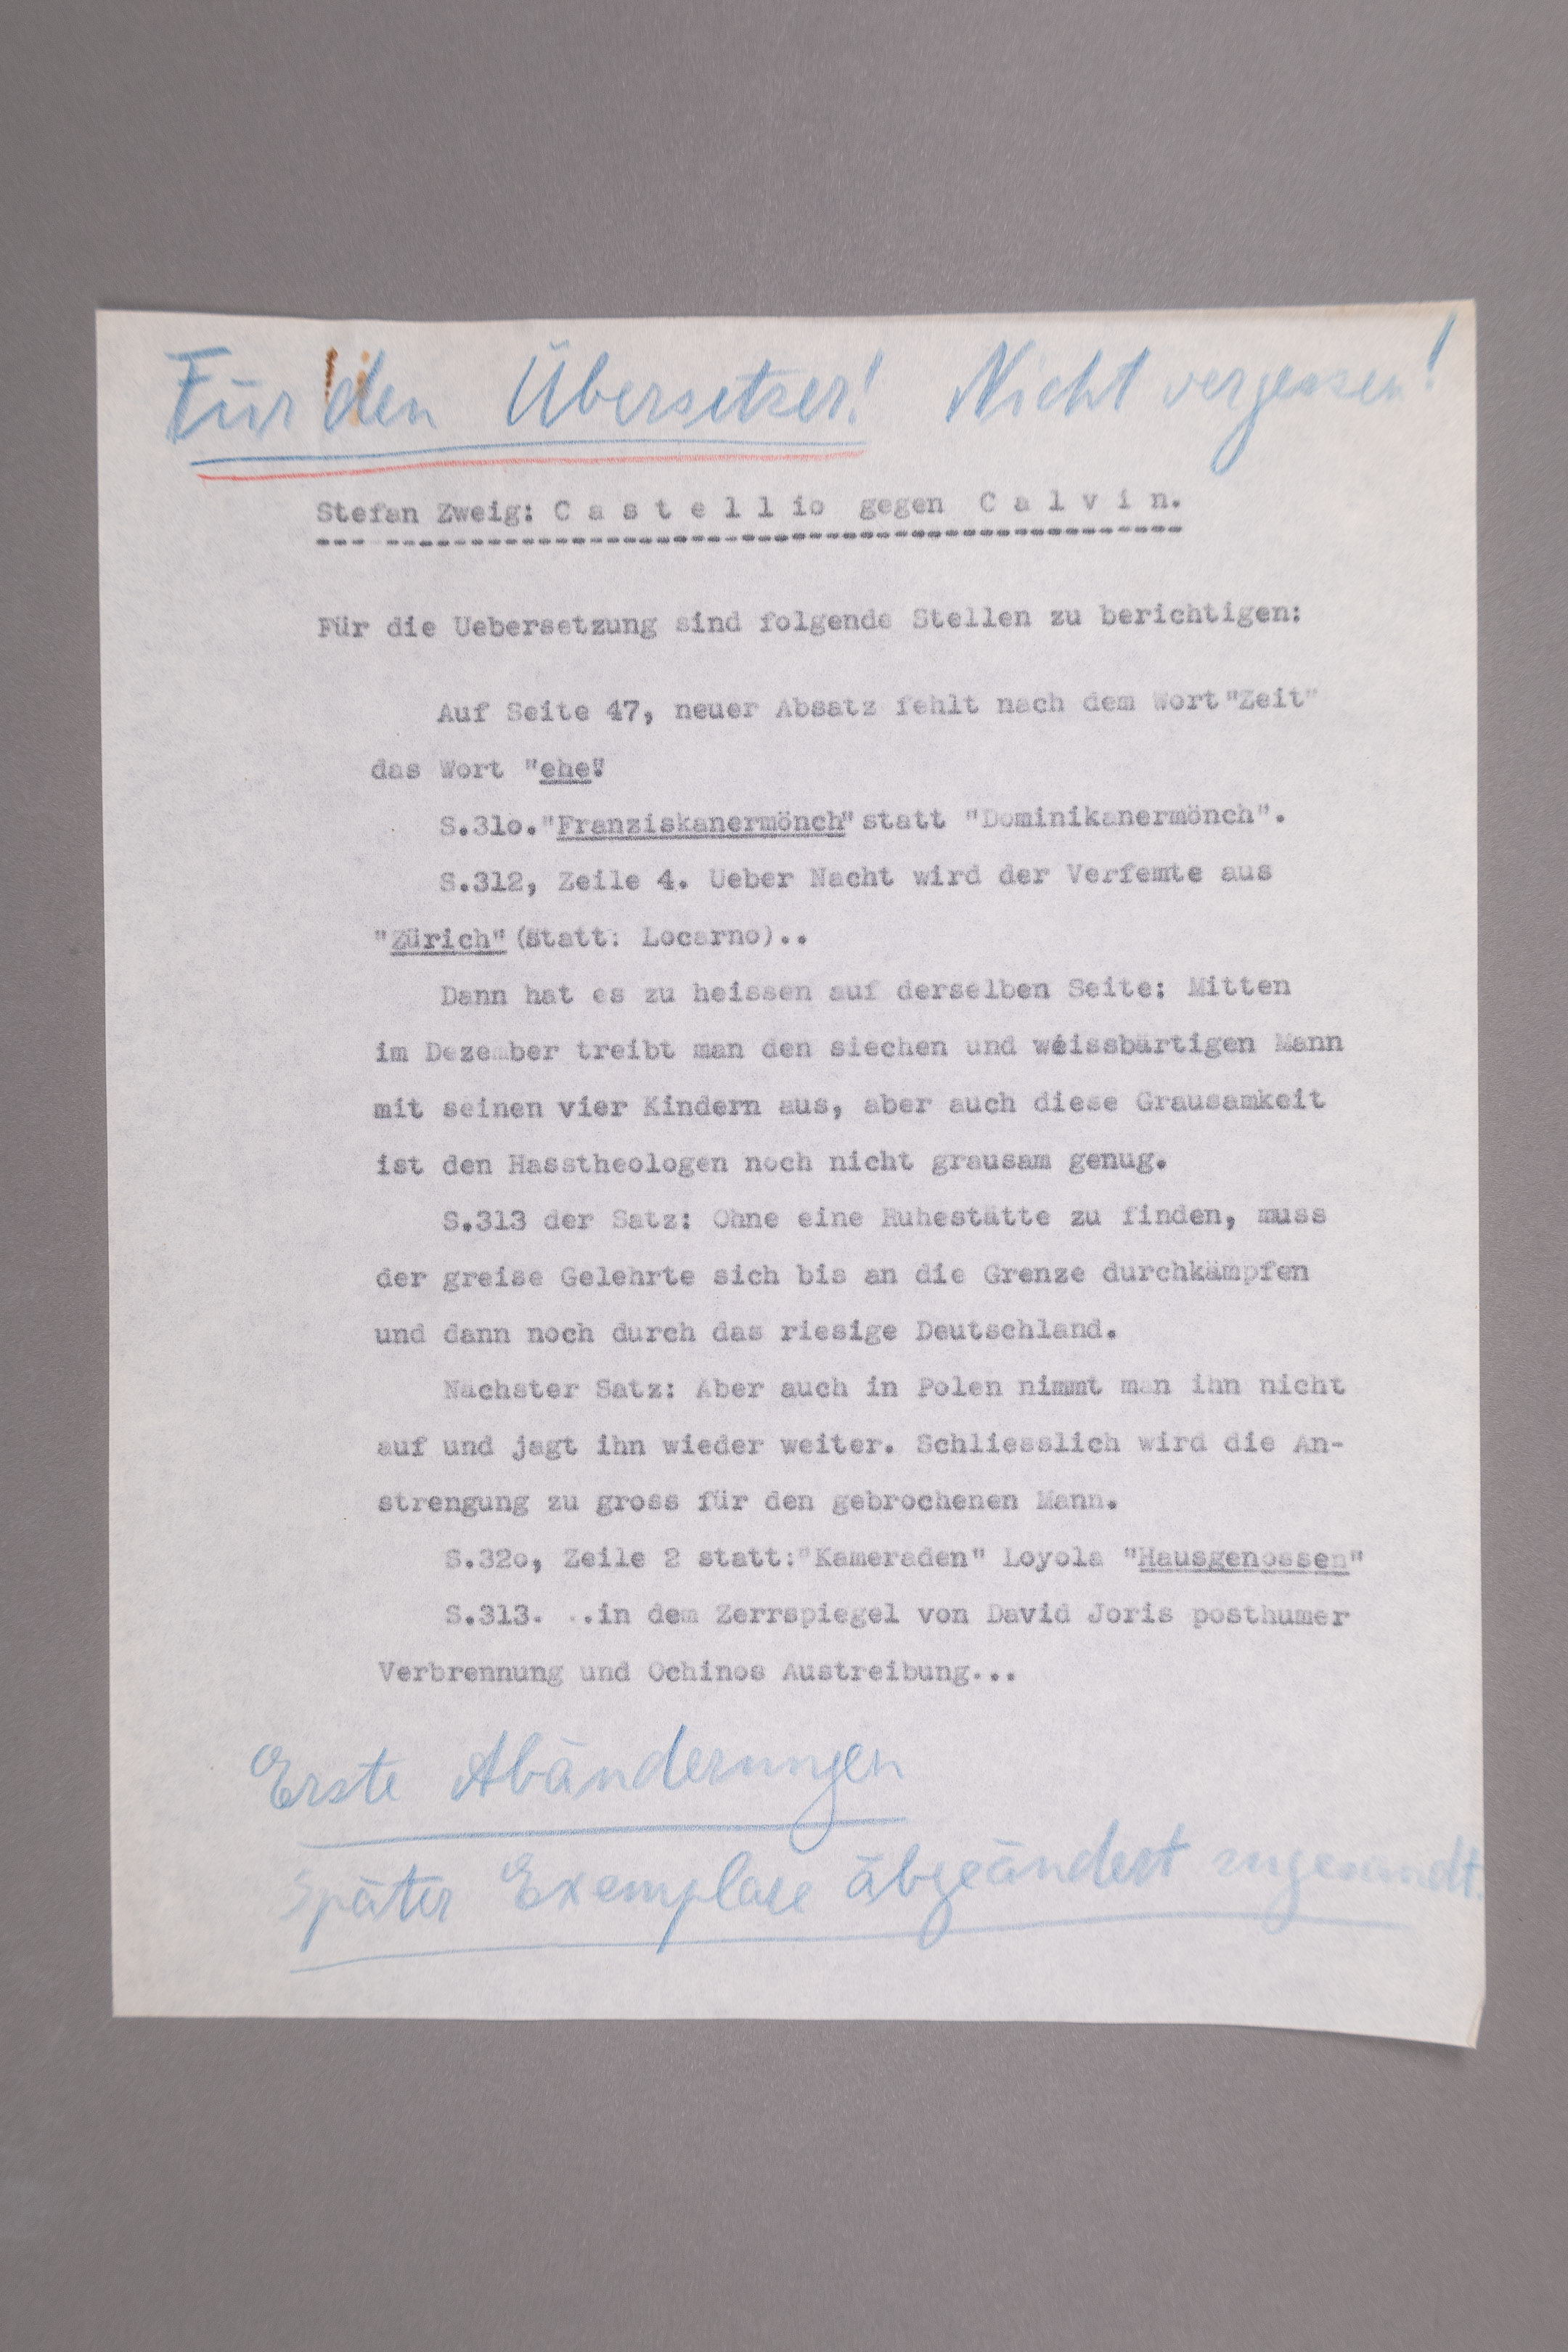 Für den Übersetzer! Nicht vergessen!
Stefan Zweig: C a s t e l l io gegen C a l v i n.
Für die Uebersetzung sind folgende Stellen zu berichtigen:
Auf Seite 47, neuer Absatz fehlt nach dem Wort "Zeit"
das Wort "ehe".
S.31o. "Franziskanermönch" statt "Dominikanermönch".
S.312, Zeile 4. Ueber Nacht wird der Verfemte aus
"Zürich" (statt: Locarno)..
Dann hat es zu heissen auf derselben Seite: Mitten
im Dezember treibt man den siechen und weissbärtigen Mann
mit seinen vier Kindern aus, aber auch diese Grausamkeit
ist den Hasstheologen noch nicht grausam genug.
S.313 der Satz: Ohne eine Ruhestätte zu finden, muss
der greise Gelehrte sich bis an die Grenze durchkämpfen
und dann noch durch das riesige Deutschland.
Nächster Satz: Aber auch in Polen nimmt man ihn nicht
auf und jagt ihn wieder weiter. Schliesslich wird die An-
strengung zu gross für den gebrochenen Mann.
S.32o, Zeile 2 statt: "Kameraden" Loyola "Hausgenossen"
S.313. ..in dem Zerrspiegel von David Joris posthumer
Verbrennung und Ochinos Austreibung...
Erste Abänderungen
später Exemplare abgeändert zugesandt.